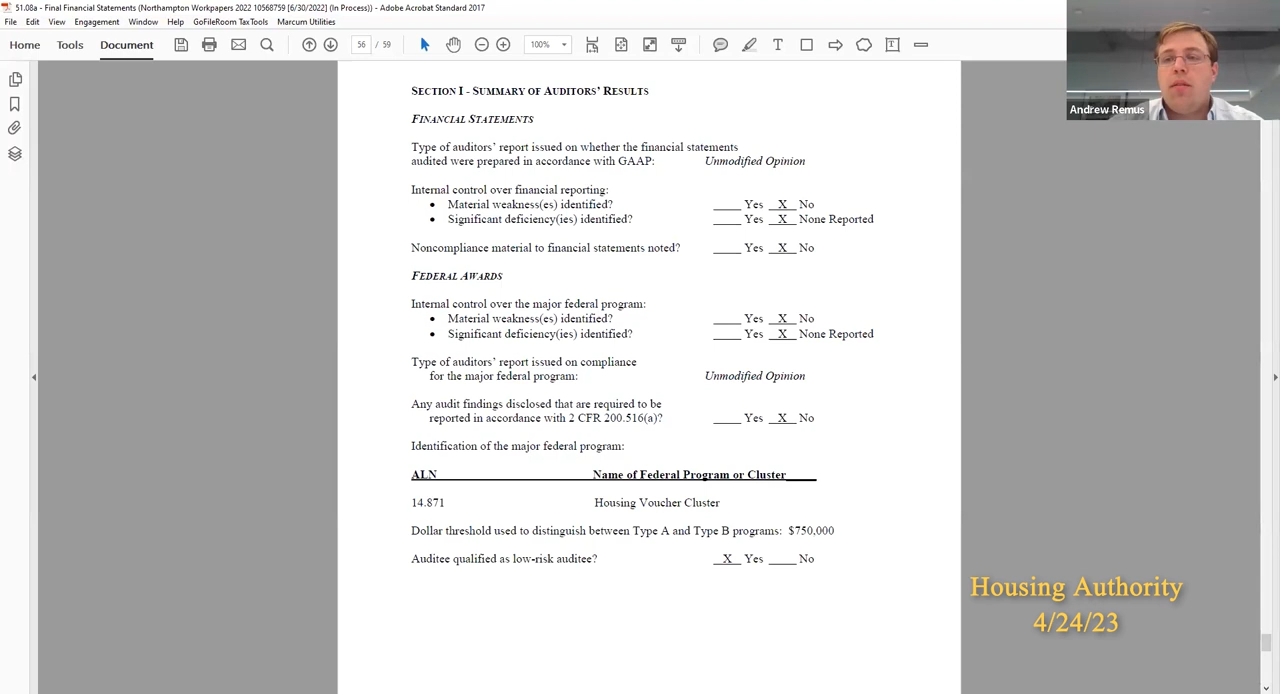 51.08a - Final Financial Statements (Northampton Workpapers 2022 10568759 [6/30/2022] (In Process)) - Adobe Acrobat Standard 2017
File Edit View Engagement Window Help GoFileRoom TaxTools Marcum Utilities
Home Tools Document 56 / 59 100%
Andrew Remus
SECTION I - SUMMARY OF AUDITORS' RESULTS
FINANCIAL STATEMENTS
Type of auditors' report issued on whether the financial statements
audited were prepared in accordance with GAAP: Unmodified Opinion
Internal control over financial reporting:
• Material weakness(es) identified? _____ Yes __X__ No
• Significant deficiency(ies) identified? _____ Yes __X__ None Reported
Noncompliance material to financial statements noted? _____ Yes __X__ No
FEDERAL AWARDS
Internal control over the major federal program:
• Material weakness(es) identified? _____ Yes __X__ No
• Significant deficiency(ies) identified? _____ Yes __X__ None Reported
Type of auditors' report issued on compliance
for the major federal program: Unmodified Opinion
Any audit findings disclosed that are required to be
reported in accordance with 2 CFR 200.516(a)? _____ Yes __X__ No
Identification of the major federal program:
ALN Name of Federal Program or Cluster
14.871 Housing Voucher Cluster
Dollar threshold used to distinguish between Type A and Type B programs: $750,000
Auditee qualified as low-risk auditee? __X__ Yes _____ No
Housing Authority
4/24/23